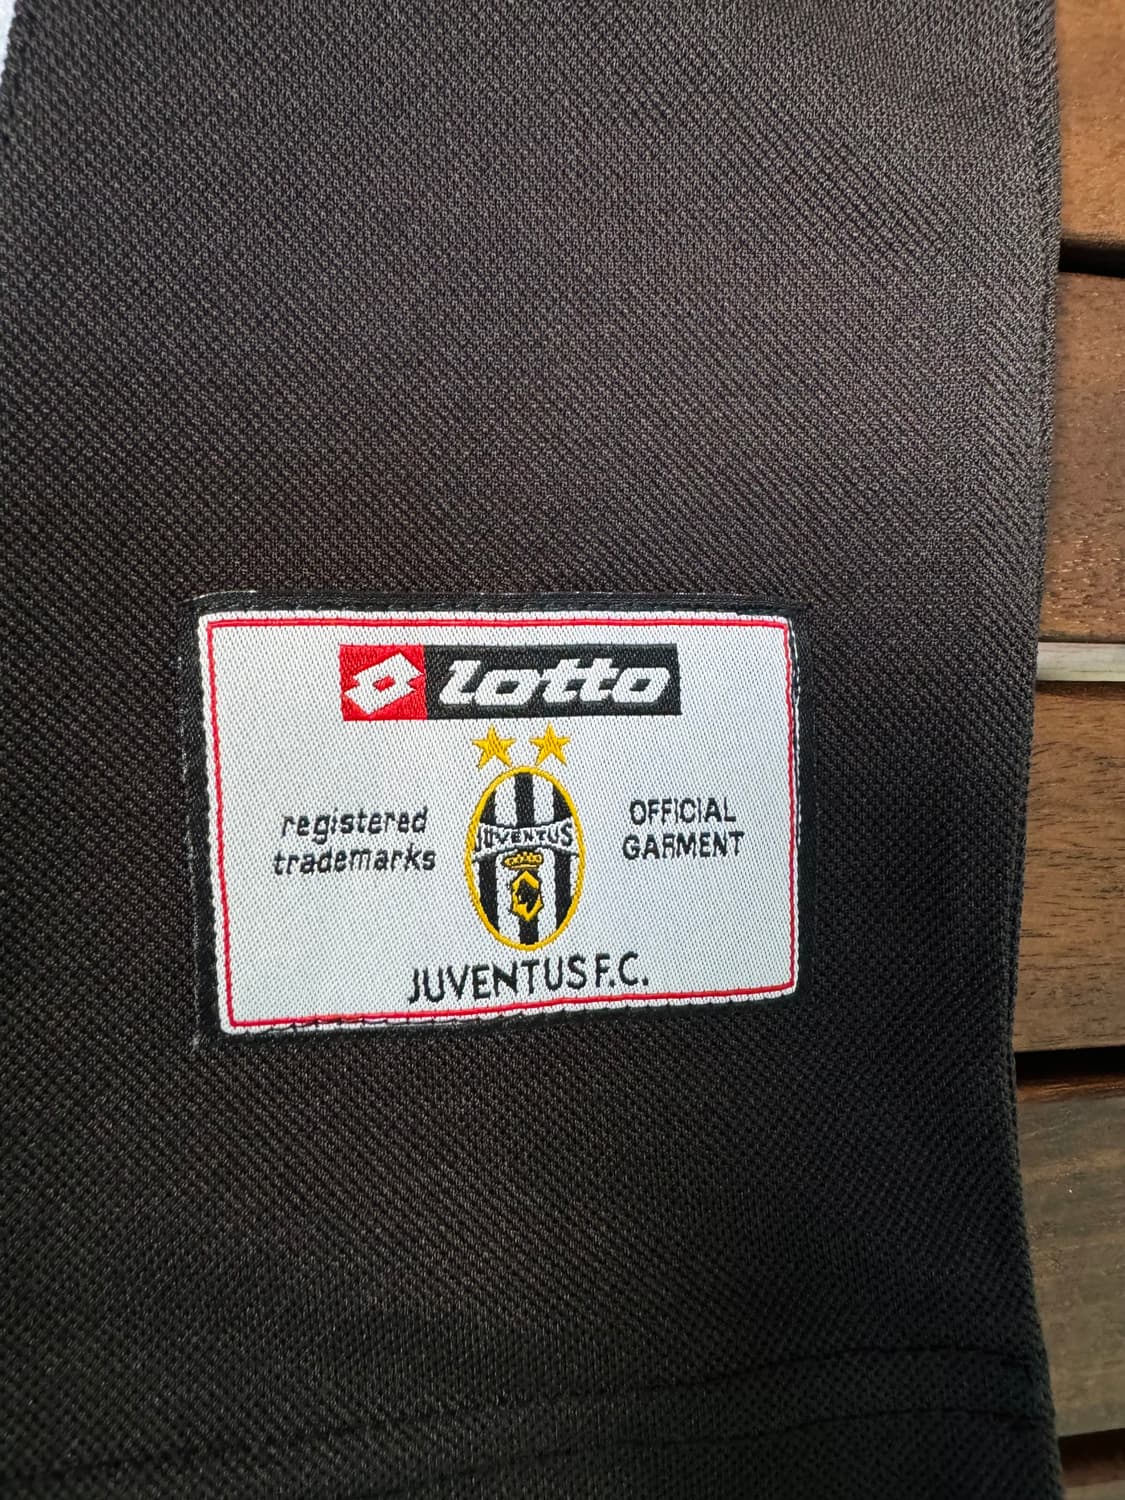 lotto
registered
trademarks
JUVENTUS
OFFICIAL
GARMENT
JUVENTUS F.C.